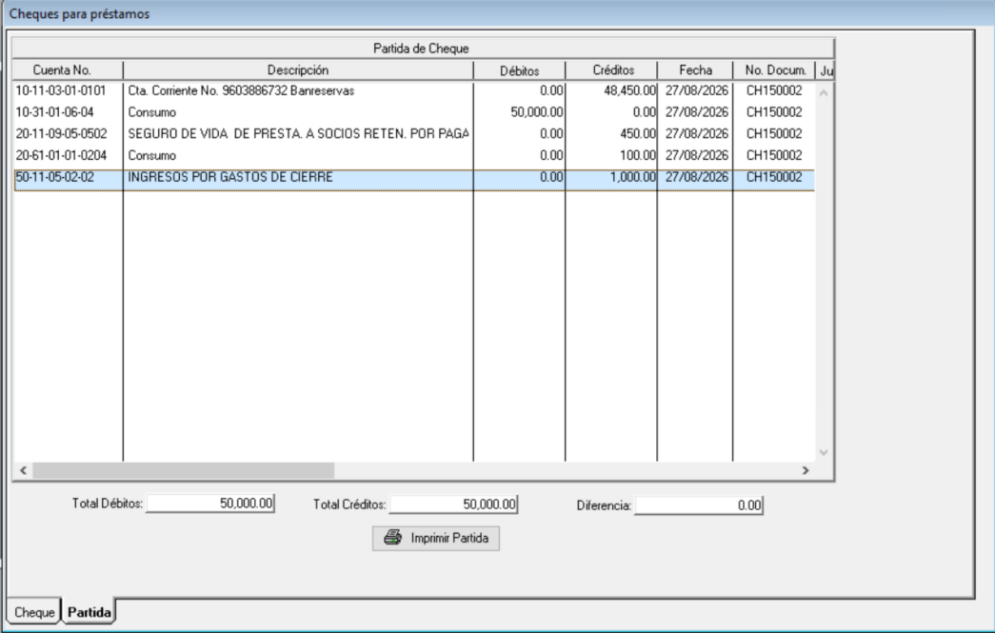 Cheques para préstamos
Partida de Cheque
Cuenta No. Descripción Débitos Créditos Fecha No. Docum. Ju
10-11-03-01-0101 Cta. Corriente No. 9603886732 Banreservas 0.00 48,450.00 27/08/2026 CH150002
10-31-01-06-04 Consumo 50,000.00 0.00 27/08/2026 CH150002
20-11-09-05-0502 SEGURO DE VIDA DE PRESTA. A SOCIOS RETEN. POR PAGA 0.00 450.00 27/08/2026 CH150002
20-61-01-01-0204 Consumo 0.00 100.00 27/08/2026 CH150002
50-11-05-02-02 INGRESOS POR GASTOS DE CIERRE 0.00 1,000.00 27/08/2026 CH150002
Total Débitos: 50,000.00 Total Créditos: 50,000.00 Diferencia: 0.00
Imprimir Partida
Cheque Partida